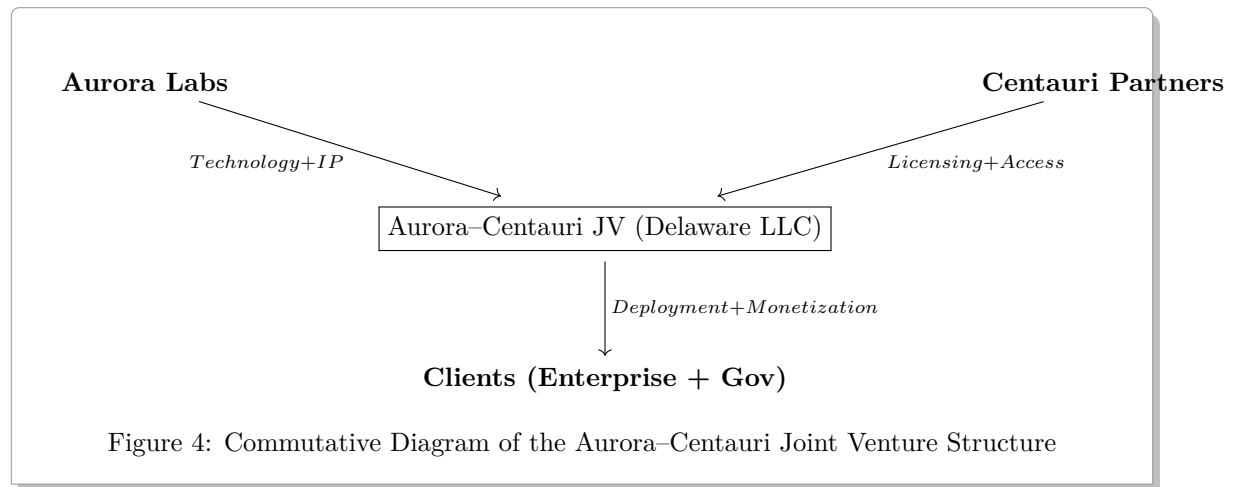 Aurora Labs
Centauri Partners
Technology+IP
Licensing+Access
Aurora–Centauri JV (Delaware LLC)
Deployment+Monetization
Clients (Enterprise + Gov)
Figure 4: Commutative Diagram of the Aurora–Centauri Joint Venture Structure